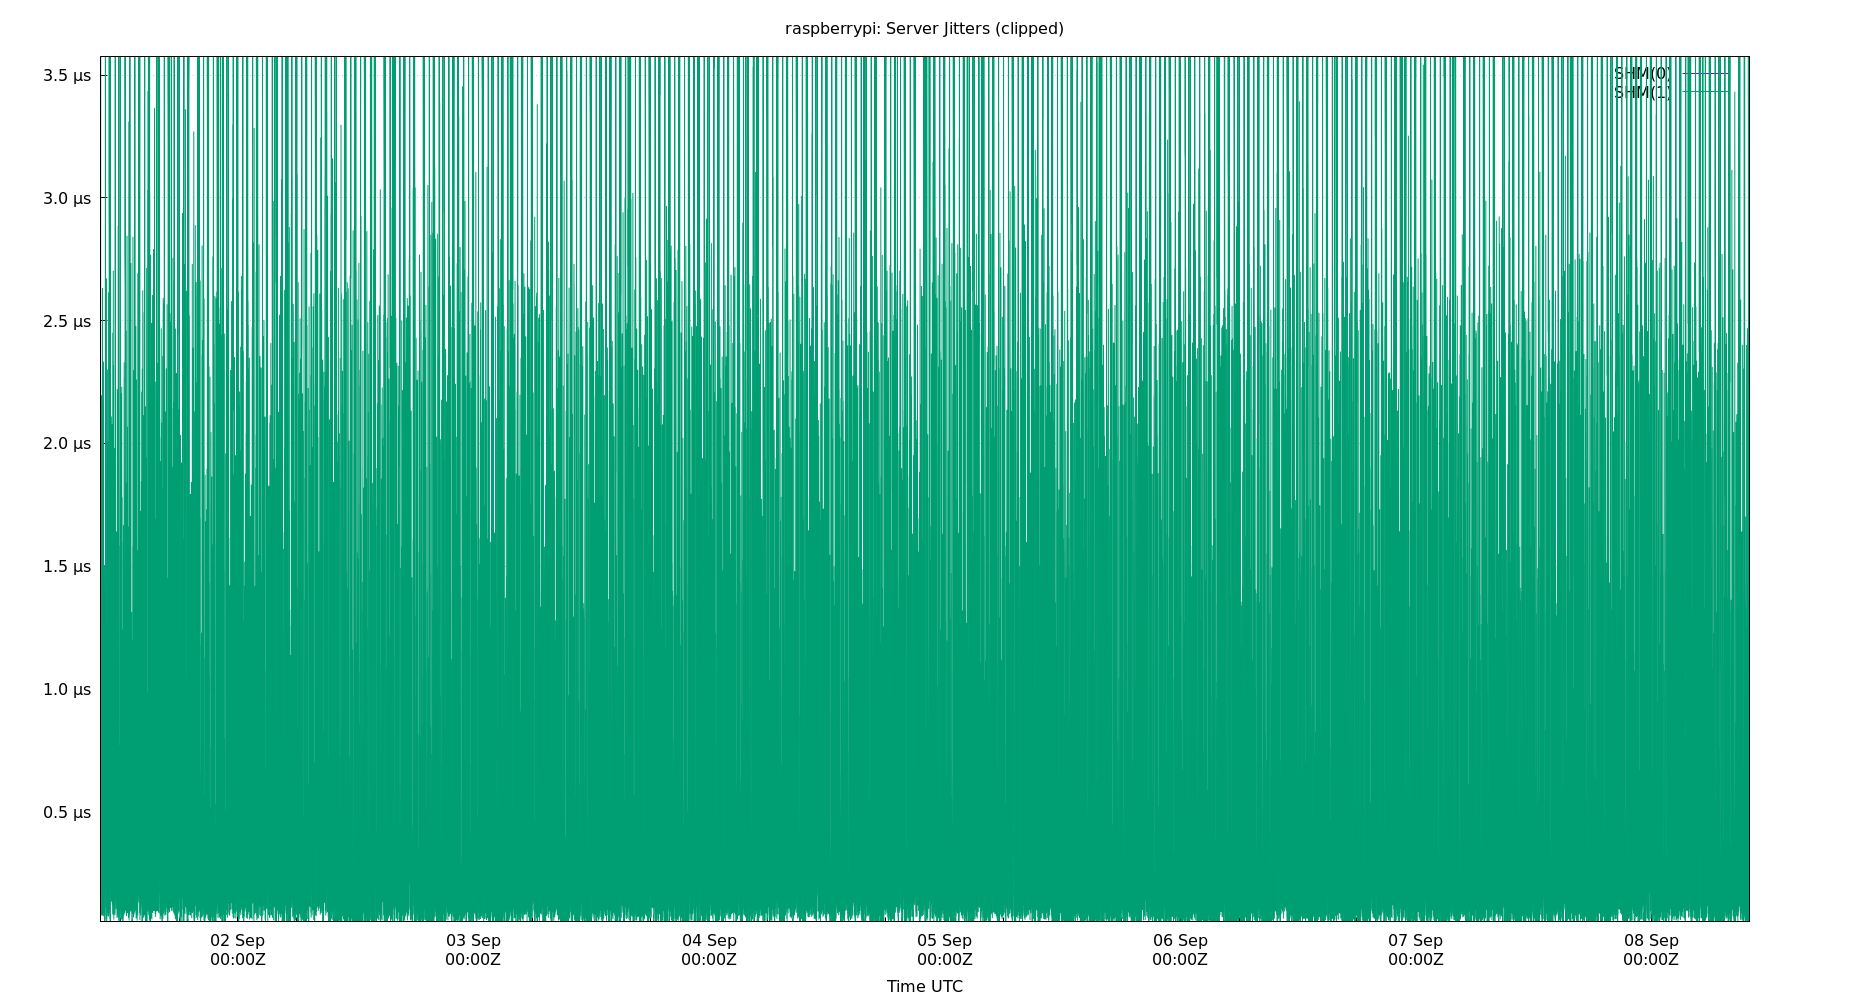 raspberrypi: Server Jitters (clipped)
3.5 μs
SHM(0)
SHM(1)
3.0 μs
2.5 μs
2.0 μs
1.5 μs
1.0 μs
0.5 μs
02 Sep 03 Sep 04 Sep 05 Sep 06 Sep 07 Sep 08 Sep
00:00Z 00:00Z 00:00Z 00:00Z 00:00Z 00:00Z 00:00Z
Time UTC